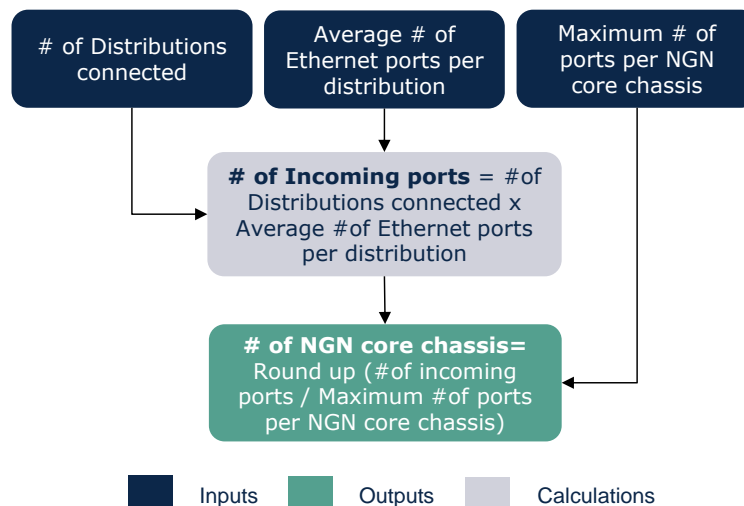 # of Distributions
connected
Average # of
Ethernet ports per
distribution
Maximum # of
ports per NGN
core chassis
# of Incoming ports = #of
Distributions connected x
Average #of Ethernet ports
per distribution
# of NGN core chassis=
Round up (#of incoming
ports / Maximum #of ports
per NGN core chassis)
Inputs
Outputs
Calculations